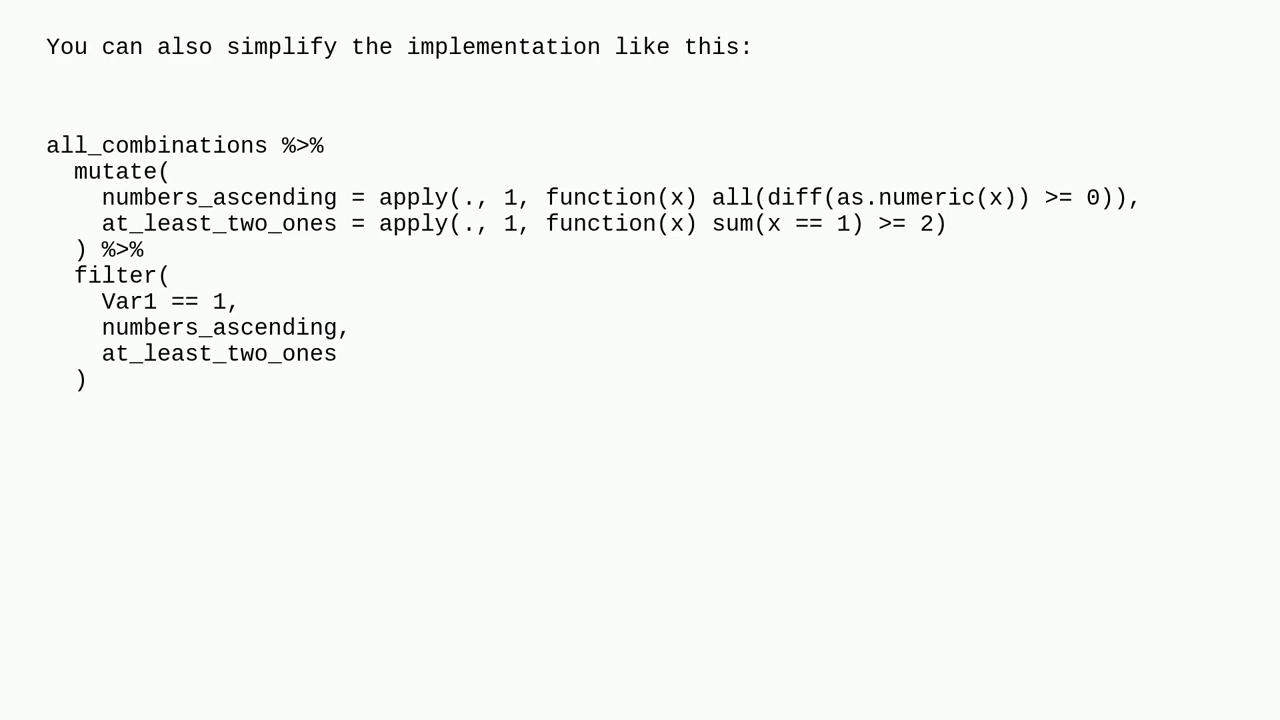 You can also simplify the implementation like this:
all_combinations %>%
  mutate(
    numbers_ascending = apply(., 1, function(x) all(diff(as.numeric(x)) >= 0)),
    at_least_two_ones = apply(., 1, function(x) sum(x == 1) >= 2)
  ) %>%
  filter(
    Var1 == 1,
    numbers_ascending,
    at_least_two_ones
  )